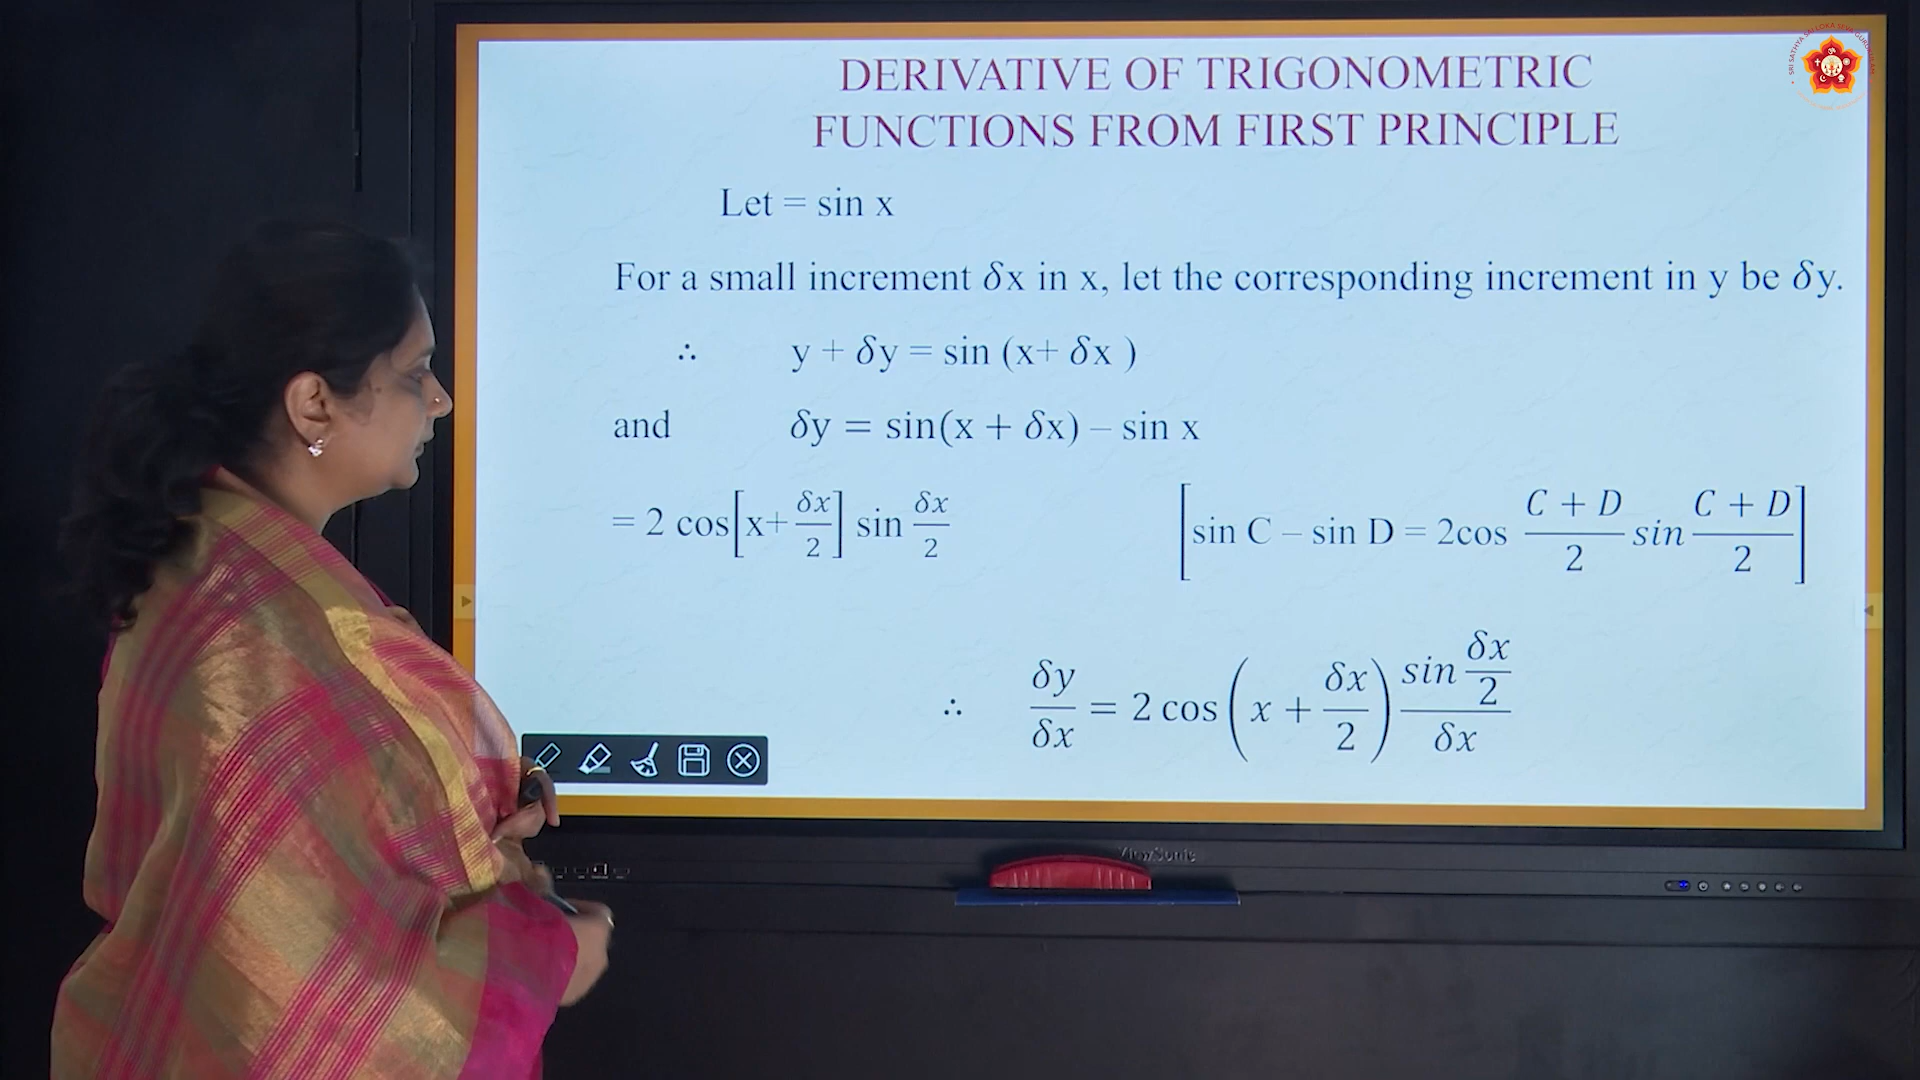 DERIVATIVE OF TRIGONOMETRIC
FUNCTIONS FROM FIRST PRINCIPLE
Let = sin x
For a small increment δx in x, let the corresponding increment in y be δy.
∴ y + δy = sin (x+ δx )
and δy = sin(x + δx) – sin x
= 2 cos[x+ δx/2] sin δx/2 [sin C – sin D = 2cos (C + D)/2 sin (C + D)/2]
∴ δy/δx = 2 cos(x + δx/2) (sin δx/2)/δx
ViewSonic